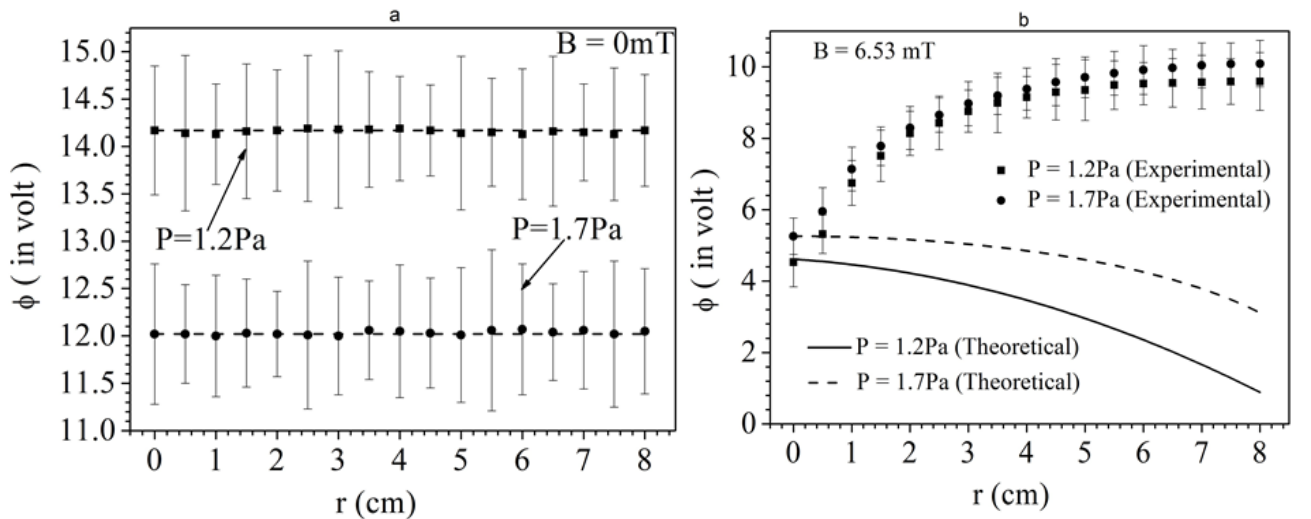 a
B = 0mT
15.0
14.5
14.0
13.5
13.0
12.5
12.0
11.5
11.0
ϕ ( in volt )
P=1.2Pa
P=1.7Pa
0 1 2 3 4 5 6 7 8
r (cm)
b
B = 6.53 mT
10
8
6
4
2
0
ϕ ( in volt )
P = 1.2Pa (Experimental)
P = 1.7Pa (Experimental)
P = 1.2Pa (Theoretical)
P = 1.7Pa (Theoretical)
0 1 2 3 4 5 6 7 8
r (cm)